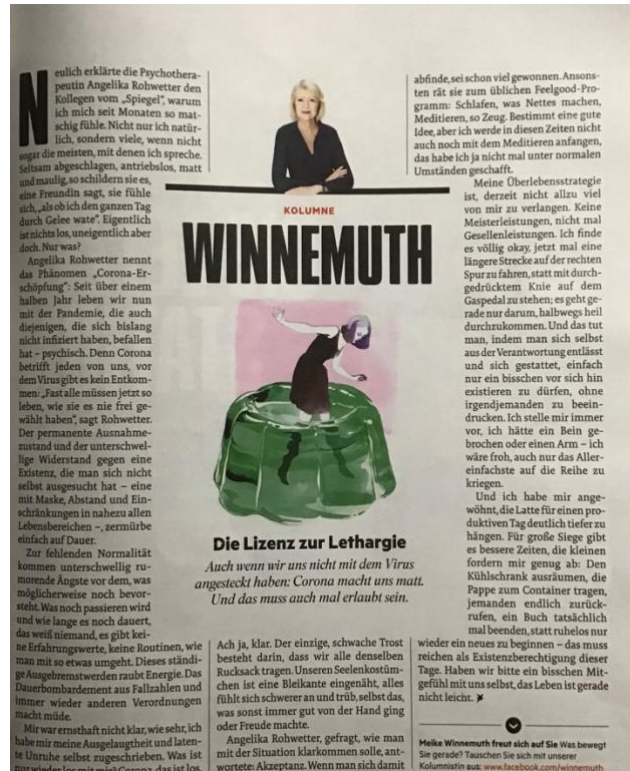 Neulich erklärte die Psychothera-
peutin Angelika Rohwetter den
Kollegen vom „Spiegel", warum
ich mich seit Monaten so mat-
schig fühle. Nicht nur ich natür-
lich, sondern viele, wenn nicht
sogar die meisten, mit denen ich spreche.
Seltsam abgeschlagen, antriebslos, matt
und maulig, so schildern sie es,
eine Freundin sagt, sie fühle
sich, „als ob ich den ganzen Tag
durch Gelee wate". Eigentlich
ist nichts los, uneigentlich aber
doch. Nur was?
Angelika Rohwetter nennt
das Phänomen „Corona-Er-
schöpfung": Seit über einem
halben Jahr leben wir nun
mit der Pandemie, die auch
diejenigen, die sich bislang
nicht infiziert haben, befallen
hat – psychisch. Denn Corona
betrifft jeden von uns, vor
dem Virus gibt es kein Entkom-
men: „Fast alle müssen jetzt so
leben, wie sie es nie frei ge-
wählt haben", sagt Rohwetter.
Der permanente Ausnahme-
zustand und der unterschwel-
lige Widerstand gegen eine
Existenz, die man sich nicht
selbst ausgesucht hat – eine
mit Maske, Abstand und Ein-
schränkungen in nahezu allen
Lebensbereichen –, zermürbe
einfach auf Dauer.
Zur fehlenden Normalität
kommen unterschwellig ru-
morende Ängste vor dem, was
möglicherweise noch bevor-
steht. Was noch passieren wird
und wie lange es noch dauert,
das weiß niemand, es gibt kei-
ne Erfahrungswerte, keine Routinen, wie
man mit so etwas umgeht. Dieses ständi-
ge Ausgebremstwerden raubt Energie. Das
Dauerbombardement aus Fallzahlen und
immer wieder anderen Verordnungen
macht müde.
Mir war ernsthaft nicht klar, wie sehr, ich
habe mir meine Ausgelaugtheit und laten-
te Unruhe selbst zugeschrieben. Was ist
nur wieder los mit mir? Corona, das ist los.
KOLUMNE
WINNEMUTH
Die Lizenz zur Lethargie
Auch wenn wir uns nicht mit dem Virus
angesteckt haben: Corona macht uns matt.
Und das muss auch mal erlaubt sein.
Ach ja, klar. Der einzige, schwache Trost
besteht darin, dass wir alle denselben
Rucksack tragen. Unseren Seelenkostüm-
chen ist eine Bleikante eingenäht, alles
fühlt sich schwerer an und trüb, selbst das,
was sonst immer gut von der Hand ging
oder Freude machte.
Angelika Rohwetter, gefragt, wie man
mit der Situation klarkommen solle, ant-
wortete: Akzeptanz. Wenn man sich damit
abfinde, sei schon viel gewonnen. Ansons-
ten rät sie zum üblichen Feelgood-Pro-
gramm: Schlafen, was Nettes machen,
Meditieren, so Zeug. Bestimmt eine gute
Idee, aber ich werde in diesen Zeiten nicht
auch noch mit dem Meditieren anfangen,
das habe ich ja nicht mal unter normalen
Umständen geschafft.
Meine Überlebensstrategie
ist, derzeit nicht allzu viel
von mir zu verlangen. Keine
Meisterleistungen, nicht mal
Gesellenleistungen. Ich finde
es völlig okay, jetzt mal eine
längere Strecke auf der rechten
Spur zu fahren, statt mit durch-
gedrücktem Knie auf dem
Gaspedal zu stehen; es geht ge-
rade nur darum, halbwegs heil
durchzukommen. Und das tut
man, indem man sich selbst
aus der Verantwortung entlässt
und sich gestattet, einfach
nur ein bisschen vor sich hin
existieren zu dürfen, ohne
irgendjemanden zu beein-
drucken. Ich stelle mir immer
vor, ich hätte ein Bein ge-
brochen oder einen Arm – ich
wäre froh, auch nur das Aller-
einfachste auf die Reihe zu
kriegen.
Und ich habe mir ange-
wöhnt, die Latte für einen pro-
duktiven Tag deutlich tiefer zu
hängen. Für große Siege gibt
es bessere Zeiten, die kleinen
fordern mir genug ab: Den
Kühlschrank ausräumen, die
Pappe zum Container tragen,
jemanden endlich zurück-
rufen, ein Buch tatsächlich
mal beenden, statt ruhelos nur
wieder ein neues zu beginnen – das muss
reichen als Existenzberechtigung dieser
Tage. Haben wir bitte ein bisschen Mit-
gefühl mit uns selbst, das Leben ist gerade
nicht leicht.
Meike Winnemuth freut sich auf Sie Was bewegt
Sie gerade? Tauschen Sie sich mit unserer
Kolumnistin aus: www.facebook.com/winnemuth